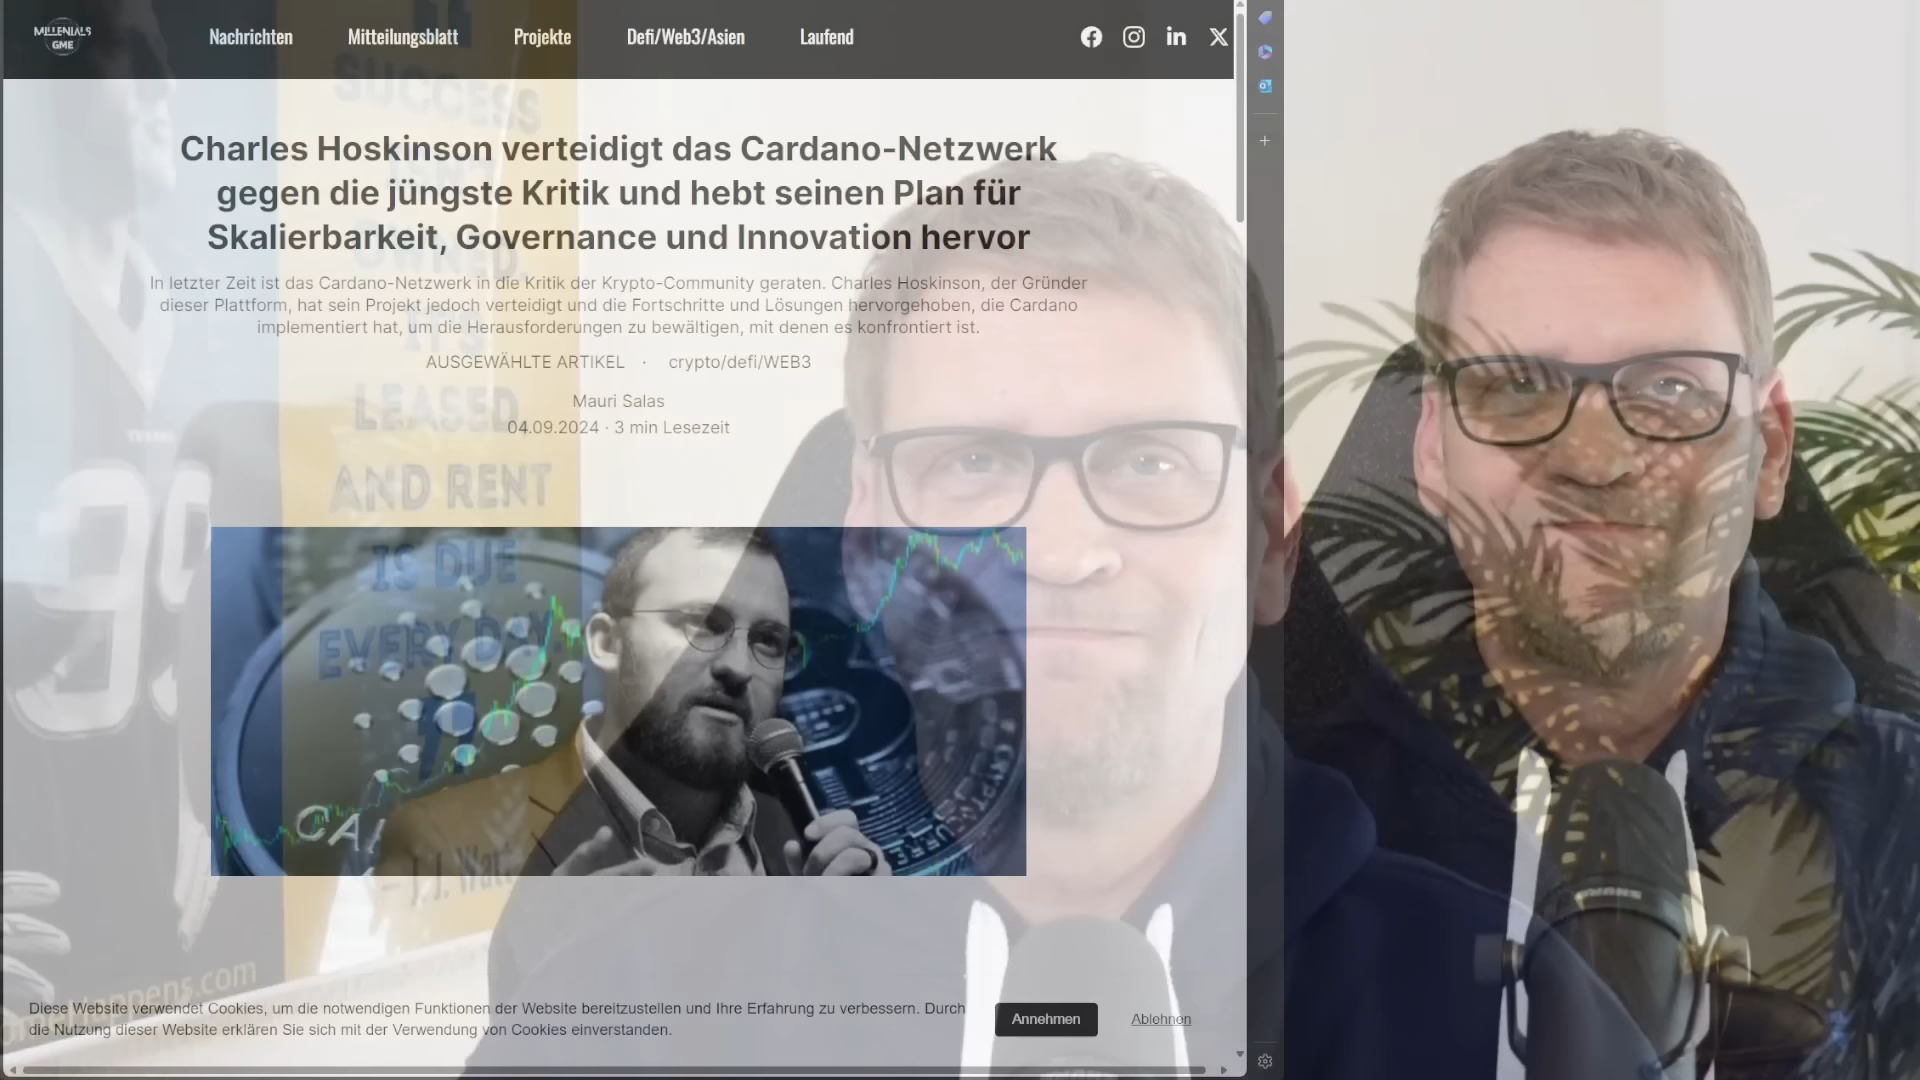 MILLENIALS
GME
Nachrichten
Mitteilungsblatt
Projekte
Defi/Web3/Asien
Laufend
Charles Hoskinson verteidigt das Cardano-Netzwerk
gegen die jüngste Kritik und hebt seinen Plan für
Skalierbarkeit, Governance und Innovation hervor
In letzter Zeit ist das Cardano-Netzwerk in die Kritik der Krypto-Community geraten. Charles Hoskinson, der Gründer
dieser Plattform, hat sein Projekt jedoch verteidigt und die Fortschritte und Lösungen hervorgehoben, die Cardano
implementiert hat, um die Herausforderungen zu bewältigen, mit denen es konfrontiert ist.
AUSGEWÄHLTE ARTIKEL · crypto/defi/WEB3
Mauri Salas
04.09.2024 · 3 min Lesezeit
SUCCESS
OWNED.
IT'S
LEASED
AND RENT
IS DUE
EVERY DAY.
— J.J. Watt
99
CAI
Diese Website verwendet Cookies, um die notwendigen Funktionen der Website bereitzustellen und Ihre Erfahrung zu verbessern. Durch
die Nutzung dieser Website erklären Sie sich mit der Verwendung von Cookies einverstanden.
Annehmen
Ablehnen